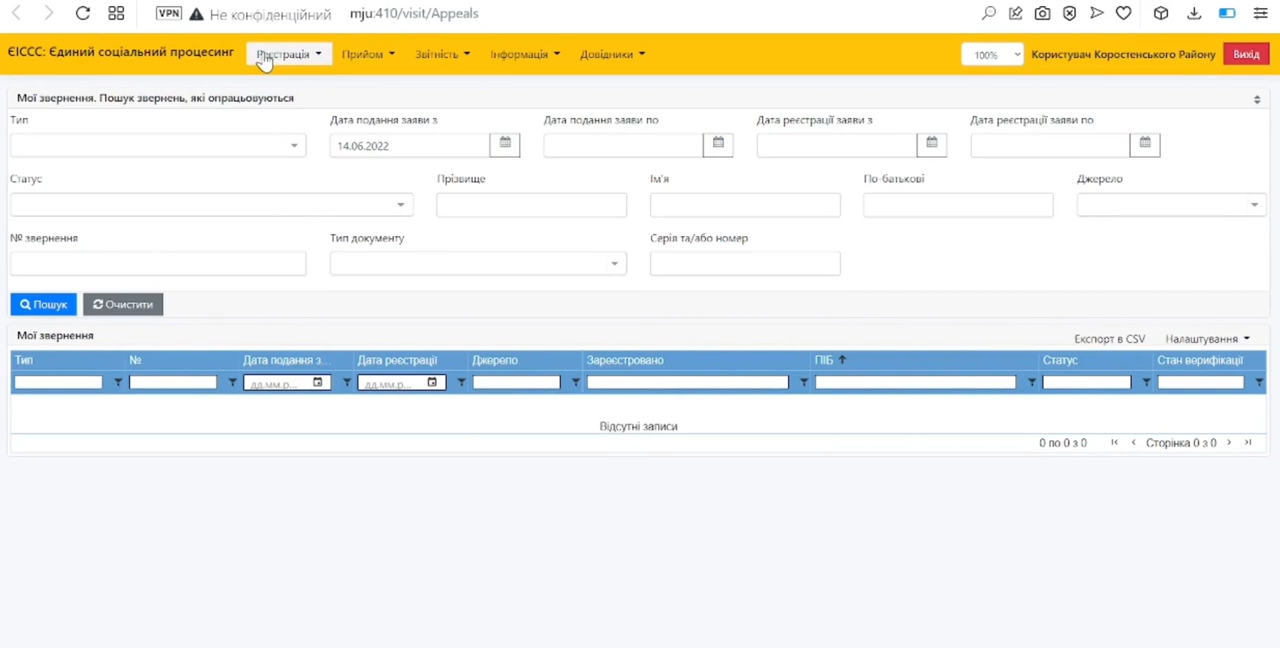 VPN Не конфіденційний mju:410/visit/Appeals
ЄІССС: Єдиний соціальний процесинг Реєстрація Прийом Звітність Інформація Довідники 100% Користувач Коростенського Району Вихід
Мої звернення. Пошук звернень, які опрацьовуються
Тип Дата подання заяви з Дата подання заяви по Дата реєстрації заяви з Дата реєстрації заяви по
14.06.2022
Статус Прізвище Ім'я По-батькові Джерело
№ звернення Тип документу Серія та/або номер
Пошук Очистити
Мої звернення Експорт в CSV Налаштування
Тип № Дата подання з... Дата реєстрації Джерело Зареєстровано ПІБ Статус Стан верифікації
дд.мм.р... дд.мм.р...
Відсутні записи
0 по 0 з 0 Сторінка 0 з 0